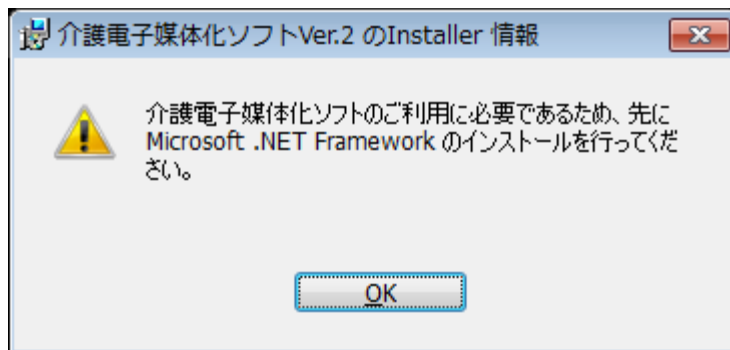 介護電子媒体化ソフトVer.2 のInstaller 情報
介護電子媒体化ソフトのご利用に必要であるため、先に
Microsoft .NET Framework のインストールを行ってくだ
さい。
OK